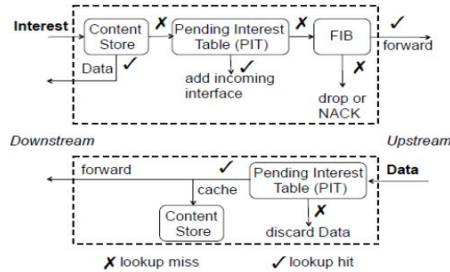 Interest
Content
Store
✗
Pending Interest
Table (PIT)
✗
FIB
✓
forward
Data
✓
✓
add incoming
interface
✗
drop or
NACK
Downstream
Upstream
forward
✓
cache
Pending Interest
Table (PIT)
Data
Content
Store
✗
discard Data
✗ lookup miss
✓ lookup hit